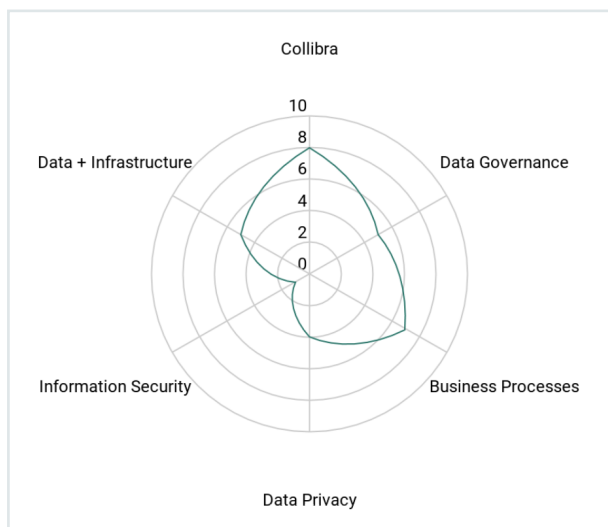 Collibra
10
8
6
4
2
0
Data + Infrastructure
Data Governance
Information Security
Business Processes
Data Privacy